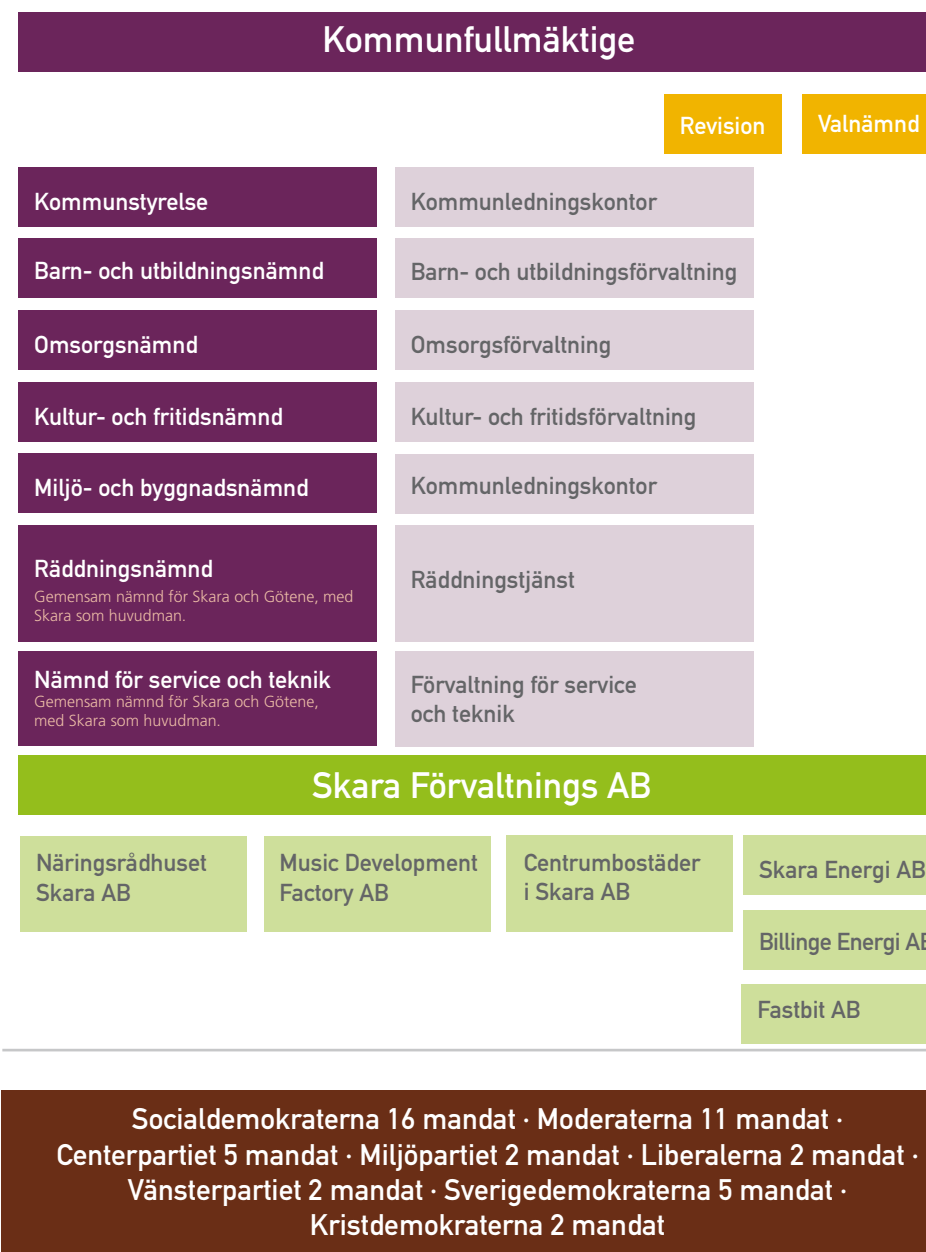 Kommunfullmäktige
Revision
Valnämnd
Kommunstyrelse
Kommunledningskontor
Barn- och utbildningsnämnd
Barn- och utbildningsförvaltning
Omsorgsnämnd
Omsorgsförvaltning
Kultur- och fritidsnämnd
Kultur- och fritidsförvaltning
Miljö- och byggnadsnämnd
Kommunledningskontor
Räddningsnämnd
Gemensam nämnd för Skara och Götene, med
Skara som huvudman.
Räddningstjänst
Nämnd för service och teknik
Gemensam nämnd för Skara och Götene,
med Skara som huvudman.
Förvaltning för service
och teknik
Skara Förvaltnings AB
Näringsrådhuset
Skara AB
Music Development
Factory AB
Centrumbostäder
i Skara AB
Skara Energi AB
Billinge Energi AB
Fastbit AB
Socialdemokraterna 16 mandat · Moderaterna 11 mandat ·
Centerpartiet 5 mandat · Miljöpartiet 2 mandat · Liberalerna 2 mandat ·
Vänsterpartiet 2 mandat · Sverigedemokraterna 5 mandat ·
Kristdemokraterna 2 mandat